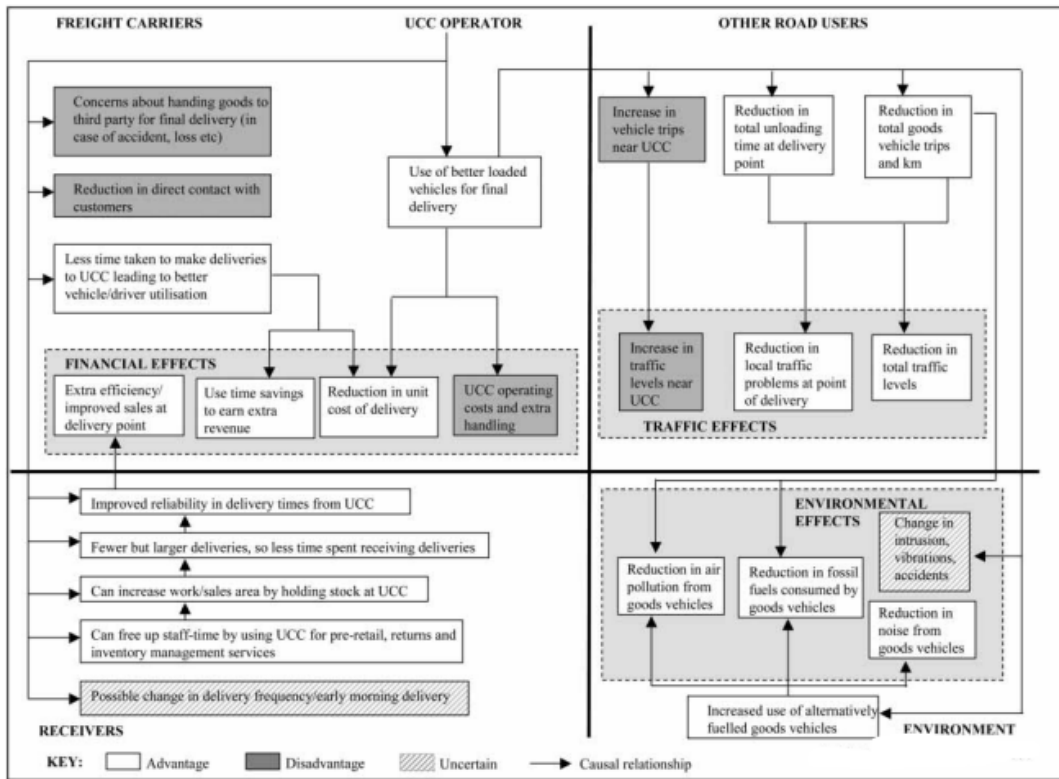 FREIGHT CARRIERS
UCC OPERATOR
OTHER ROAD USERS
Concerns about handing goods to
third party for final delivery (in
case of accident, loss etc)
Reduction in direct contact with
customers
Less time taken to make deliveries
to UCC leading to better
vehicle/driver utilisation
Use of better loaded
vehicles for final
delivery
Increase in
vehicle trips
near UCC
Reduction in
total unloading
time at delivery
point
Reduction in
total goods
vehicle trips
and km
FINANCIAL EFFECTS
Extra efficiency/
improved sales at
delivery point
Use time savings
to earn extra
revenue
Reduction in unit
cost of delivery
UCC operating
costs and extra
handling
Increase in
traffic
levels near
UCC
Reduction in
local traffic
problems at point
of delivery
Reduction in
total traffic
levels
TRAFFIC EFFECTS
Improved reliability in delivery times from UCC
Fewer but larger deliveries, so less time spent receiving deliveries
Can increase work/sales area by holding stock at UCC
Can free up staff-time by using UCC for pre-retail, returns and
inventory management services
Possible change in delivery frequency/early morning delivery
RECEIVERS
ENVIRONMENTAL
EFFECTS
Change in
intrusion,
vibrations,
accidents
Reduction in air
pollution from
goods vehicles
Reduction in fossil
fuels consumed by
goods vehicles
Reduction in
noise from
goods vehicles
Increased use of alternatively
fuelled goods vehicles
ENVIRONMENT
KEY:
Advantage
Disadvantage
Uncertain
Causal relationship